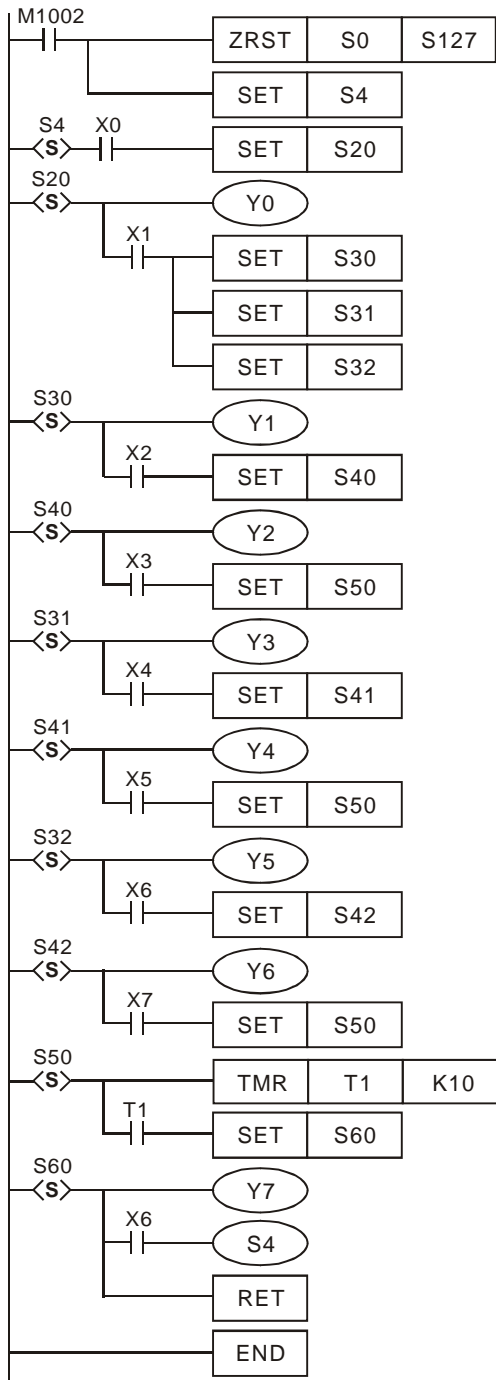 M1002
ZRST S0 S127
SET S4
S4 X0
S SET S20
S20
S Y0
X1
SET S30
SET S31
SET S32
S30
S Y1
X2
SET S40
S40
S Y2
X3
SET S50
S31
S Y3
X4
SET S41
S41
S Y4
X5
SET S50
S32
S Y5
X6
SET S42
S42
S Y6
X7
SET S50
S50
S TMR T1 K10
T1
SET S60
S60
S Y7
X6
S4
RET
END